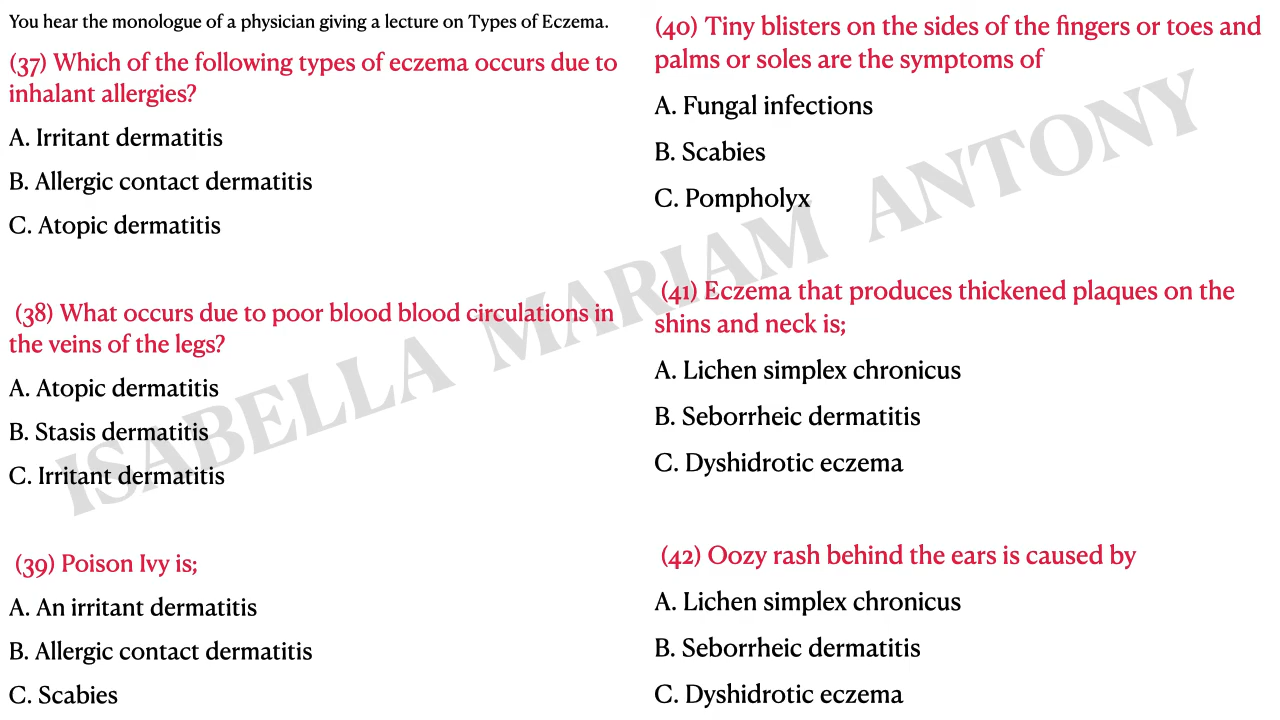 You hear the monologue of a physician giving a lecture on Types of Eczema.
(37) Which of the following types of eczema occurs due to
inhalant allergies?
A. Irritant dermatitis
B. Allergic contact dermatitis
C. Atopic dermatitis
(38) What occurs due to poor blood blood circulations in
the veins of the legs?
A. Atopic dermatitis
B. Stasis dermatitis
C. Irritant dermatitis
(39) Poison Ivy is;
A. An irritant dermatitis
B. Allergic contact dermatitis
C. Scabies
(40) Tiny blisters on the sides of the fingers or toes and
palms or soles are the symptoms of
A. Fungal infections
B. Scabies
C. Pompholyx
(41) Eczema that produces thickened plaques on the
shins and neck is;
A. Lichen simplex chronicus
B. Seborrheic dermatitis
C. Dyshidrotic eczema
(42) Oozy rash behind the ears is caused by
A. Lichen simplex chronicus
B. Seborrheic dermatitis
C. Dyshidrotic eczema
ISABELLA MARIAM ANTONY